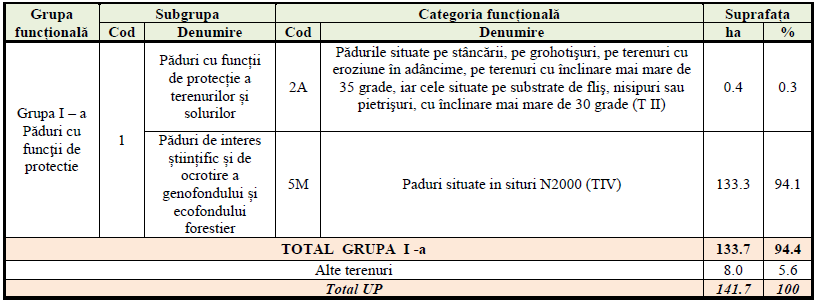 Grupa
funcțională
Subgrupa
Categoria funcțională
Suprafața
Cod
Denumire
Cod
Denumire
ha
%
Grupa I – a
Păduri cu
funcții de
protectie
1
Păduri cu funcții
de protecție a
terenurilor și
solurilor
2A
Pădurile situate pe stâncării, pe grohotișuri, pe terenuri cu
eroziune în adâncime, pe terenuri cu înclinare mai mare de
35 grade, iar cele situate pe substrate de fliș, nisipuri sau
pietrișuri, cu înclinare mai mare de 30 grade (T II)
0.4
0.3
Păduri de interes
științific și de
ocrotire a
genofondului și
ecofondului
forestier
5M
Paduri situate in situri N2000 (TIV)
133.3
94.1
TOTAL GRUPA I -a
133.7
94.4
Alte terenuri
8.0
5.6
Total UP
141.7
100